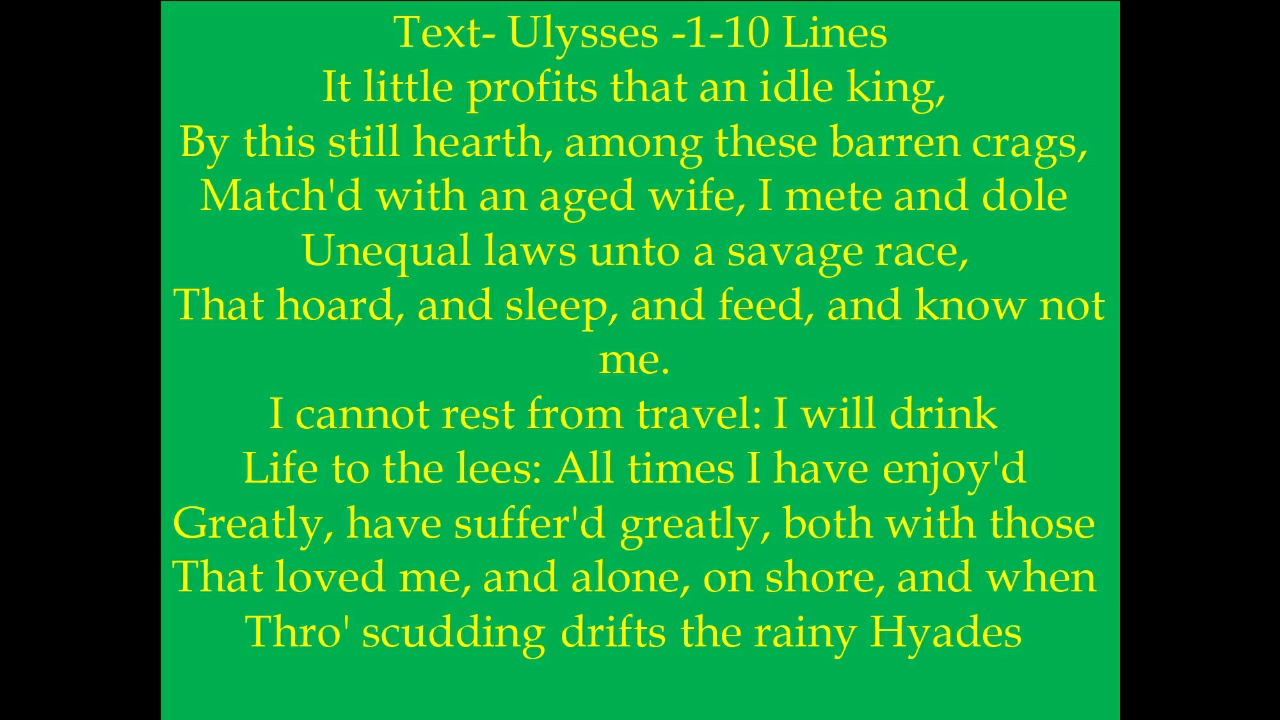 Text- Ulysses -1-10 Lines
It little profits that an idle king,
By this still hearth, among these barren crags,
Match'd with an aged wife, I mete and dole
Unequal laws unto a savage race,
That hoard, and sleep, and feed, and know not
me.
I cannot rest from travel: I will drink
Life to the lees: All times I have enjoy'd
Greatly, have suffer'd greatly, both with those
That loved me, and alone, on shore, and when
Thro' scudding drifts the rainy Hyades